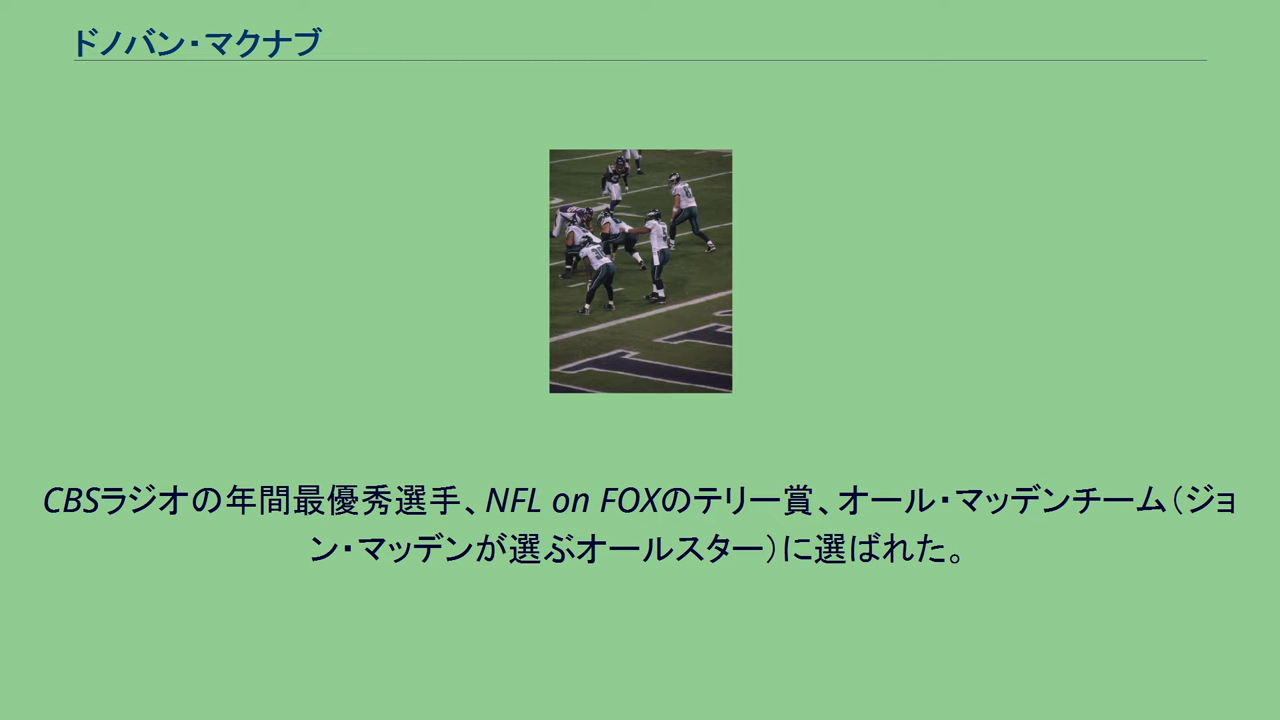 ドノバン・マクナブ
CBSラジオの年間最優秀選手、NFL on FOXのテリー賞、オール・マッデンチーム（ジョ
ン・マッデンが選ぶオールスター）に選ばれた。